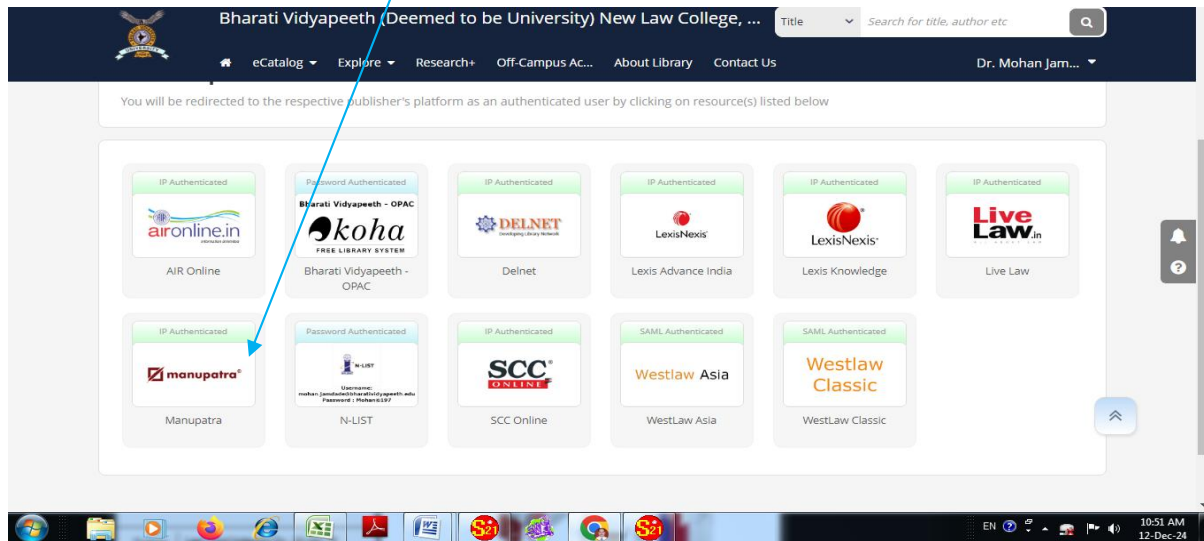 Bharati Vidyapeeth (Deemed to be University) New Law College, ...
Title
Search for title, author etc
eCatalog
Explore
Research+
Off-Campus Ac...
About Library
Contact Us
Dr. Mohan Jam...
You will be redirected to the respective publisher's platform as an authenticated user by clicking on resource(s) listed below
IP Authenticated
aironline.in
AIR Online
Password Authenticated
Bharati Vidyapeeth - OPAC
koha
FREE LIBRARY SYSTEM
Bharati Vidyapeeth -
OPAC
IP Authenticated
DELNET
Developing Library Network
Delnet
IP Authenticated
LexisNexis
Lexis Advance India
IP Authenticated
LexisNexis
Lexis Knowledge
IP Authenticated
Live
Law.in
Live Law
IP Authenticated
manupatra
Manupatra
Password Authenticated
N-LIST
Username:
Password :
N-LIST
IP Authenticated
SCC
ONLINE
SCC Online
SAML Authenticated
Westlaw Asia
WestLaw Asia
SAML Authenticated
Westlaw
Classic
WestLaw Classic
EN
10:51 AM
12-Dec-24